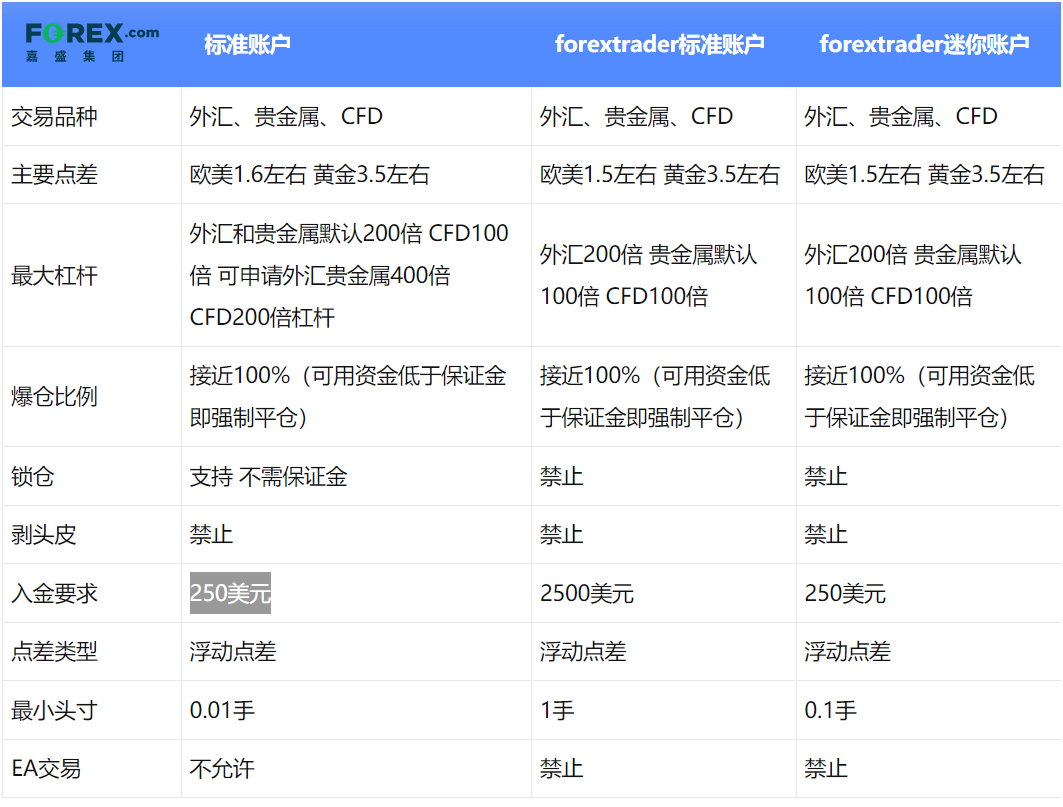 FOREX.com
嘉盛集团
标准账户
forextrader标准账户
forextrader迷你账户
交易品种
外汇、贵金属、CFD
外汇、贵金属、CFD
外汇、贵金属、CFD
主要点差
欧美1.6左右 黄金3.5左右
欧美1.5左右 黄金3.5左右
欧美1.5左右 黄金3.5左右
最大杠杆
外汇和贵金属默认200倍 CFD100
倍 可申请外汇贵金属400倍
CFD200倍杠杆
外汇200倍 贵金属默认
100倍 CFD100倍
外汇200倍 贵金属默认
100倍 CFD100倍
爆仓比例
接近100%（可用资金低于保证金
即强制平仓）
接近100%（可用资金低
于保证金即强制平仓）
接近100%（可用资金低
于保证金即强制平仓）
锁仓
支持 不需保证金
禁止
禁止
剥头皮
禁止
禁止
禁止
入金要求
250美元
2500美元
250美元
点差类型
浮动点差
浮动点差
浮动点差
最小头寸
0.01手
1手
0.1手
EA交易
不允许
禁止
禁止